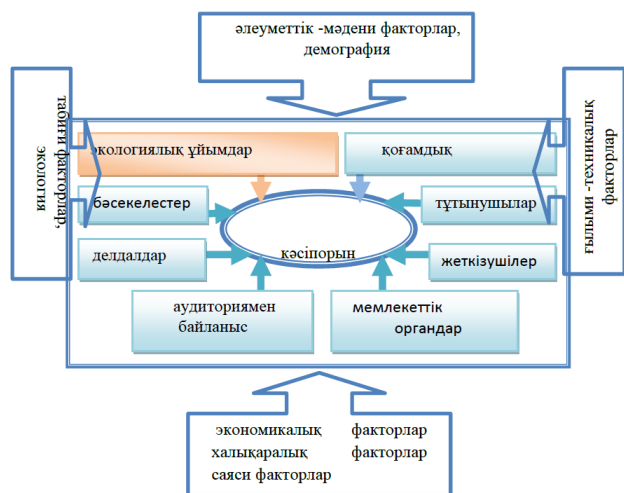 әлеуметтік -мәдени факторлар,
демография
табиғи факторлар,
экология
экологиялық ұйымдар
қоғамдық
ғылыми -техникалық
факторлар
бәсекелестер
тұтынушылар
кәсіпорын
делдалдар
жеткізушілер
аудиториямен
байланыс
мемлекеттік
органдар
экономикалық факторлар
халықаралық факторлар
саяси факторлар